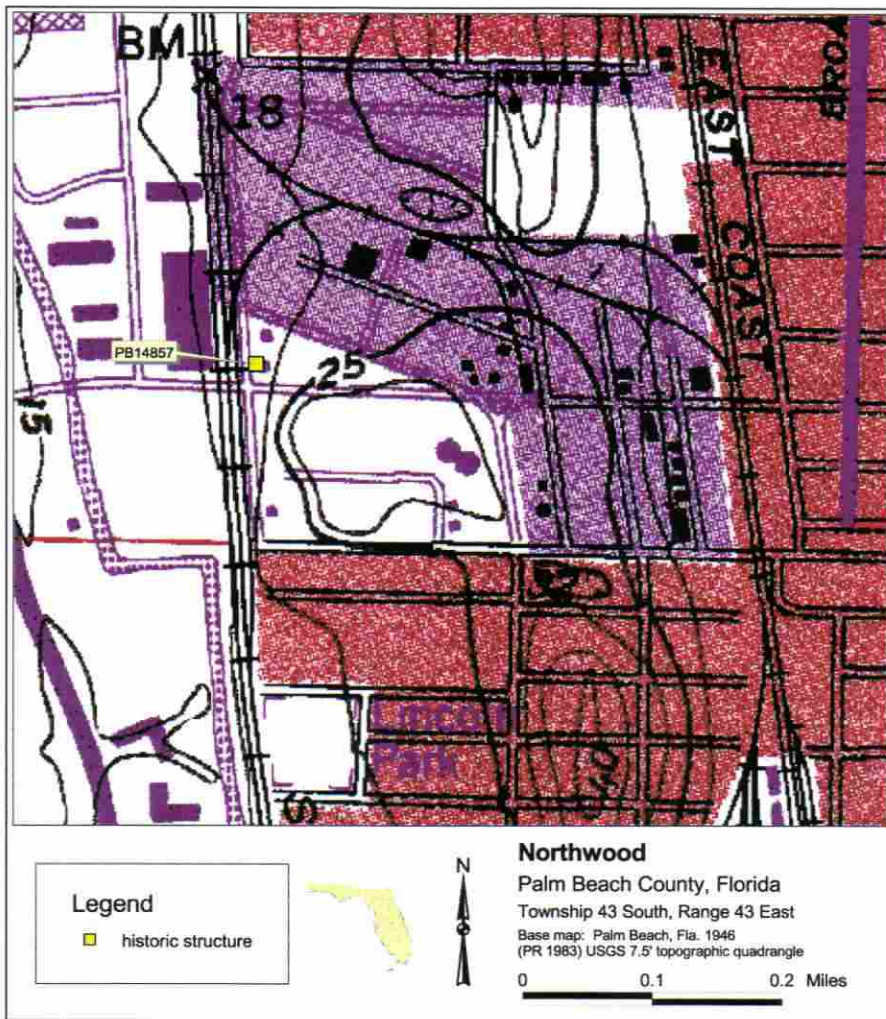 BM
18
EAST COAST
PB14857
25
15
Lincoln
Park
Legend
historic structure
N
Northwood
Palm Beach County, Florida
Township 43 South, Range 43 East
Base map: Palm Beach, Fla. 1946
(PR 1983) USGS 7.5' topographic quadrangle
0 0.1 0.2 Miles